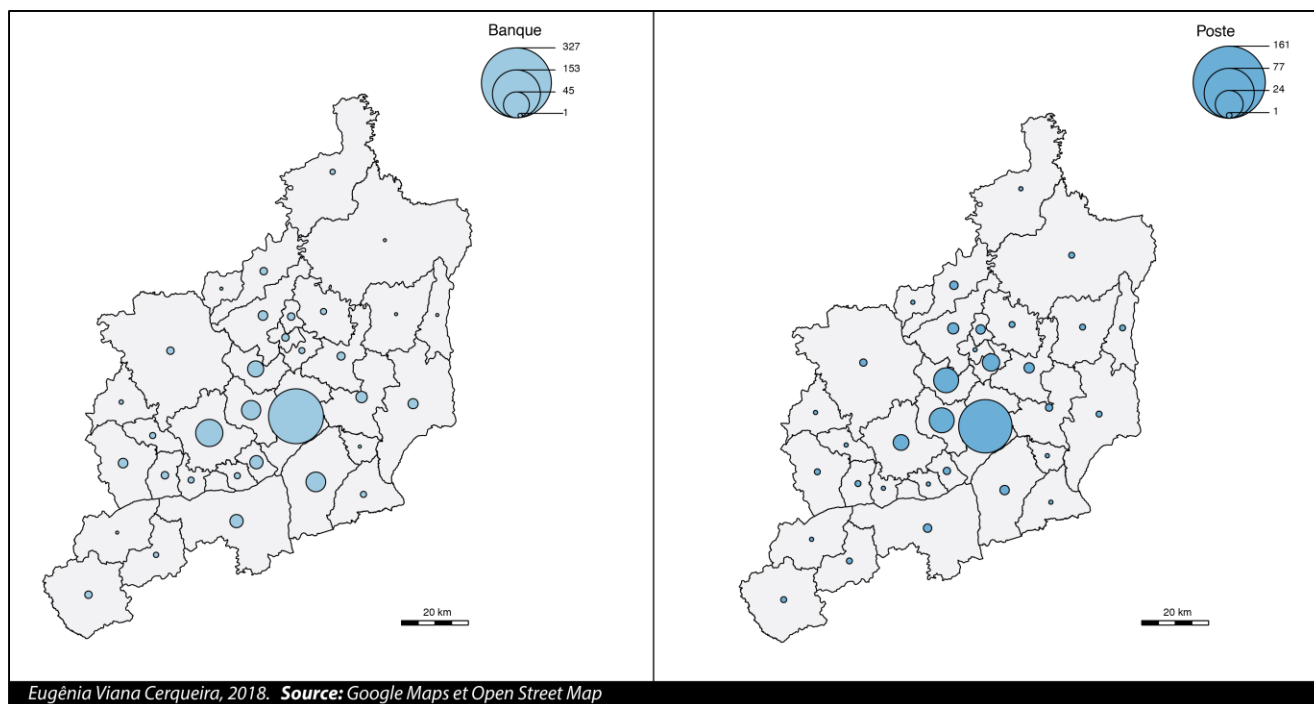 Banque
327
153
45
1
20 km
Poste
161
77
24
1
20 km
Eugênia Viana Cerqueira, 2018. Source: Google Maps et Open Street Map